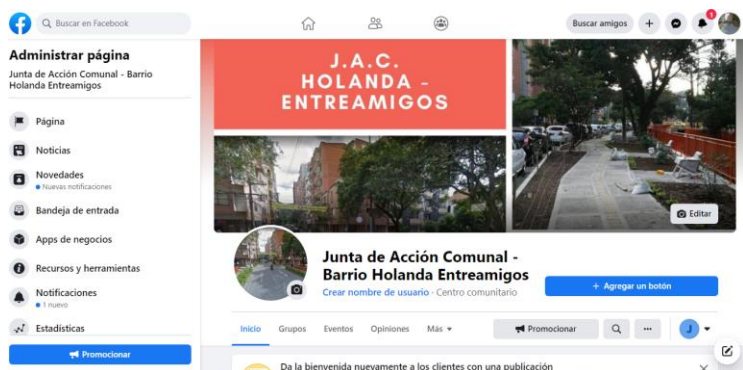 Buscar en Facebook
Buscar amigos
1
Administrar página
Junta de Acción Comunal - Barrio
Holanda Entreamigos
Página
Noticias
Novedades
Nuevas notificaciones
Bandeja de entrada
Apps de negocios
Recursos y herramientas
Notificaciones
1 nuevo
Estadísticas
Promocionar
J.A.C.
HOLANDA -
ENTREAMIGOS
Editar
Junta de Acción Comunal -
Barrio Holanda Entreamigos
Crear nombre de usuario · Centro comunitario
+ Agregar un botón
Inicio Grupos Eventos Opiniones Más
Promocionar
J
Da la bienvenida nuevamente a los clientes con una publicación